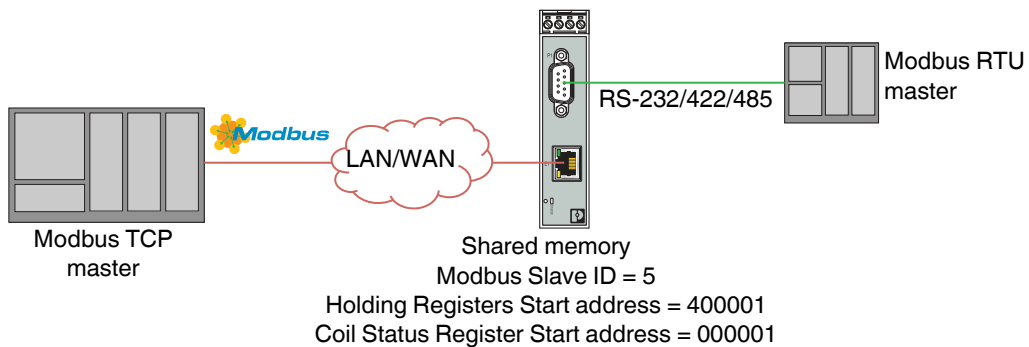 Modbus RTU
master
RS-232/422/485
Modbus
LAN/WAN
Modbus TCP
master
Shared memory
Modbus Slave ID = 5
Holding Registers Start address = 400001
Coil Status Register Start address = 000001